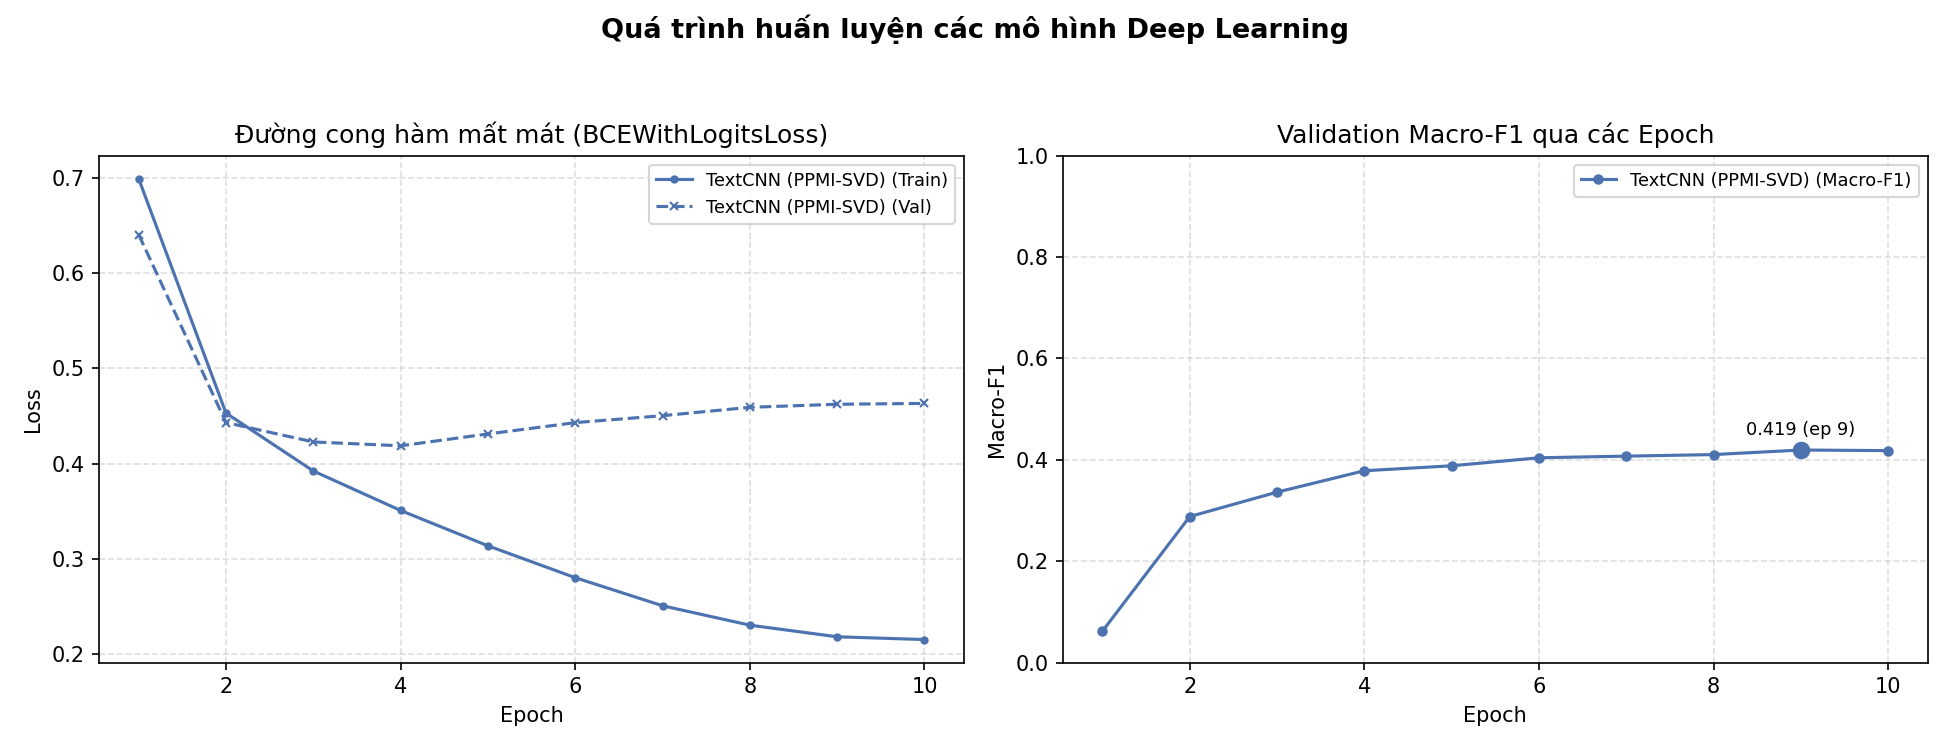 Quá trình huấn luyện các mô hình Deep Learning
Đường cong hàm mất mát (BCEWithLogitsLoss)
TextCNN (PPMI-SVD) (Train)
TextCNN (PPMI-SVD) (Val)
0.7
0.6
0.5
0.4
0.3
0.2
Loss
2
4
6
8
10
Epoch
Validation Macro-F1 qua các Epoch
TextCNN (PPMI-SVD) (Macro-F1)
1.0
0.8
0.6
0.4
0.2
0.0
Macro-F1
0.419 (ep 9)
2
4
6
8
10
Epoch